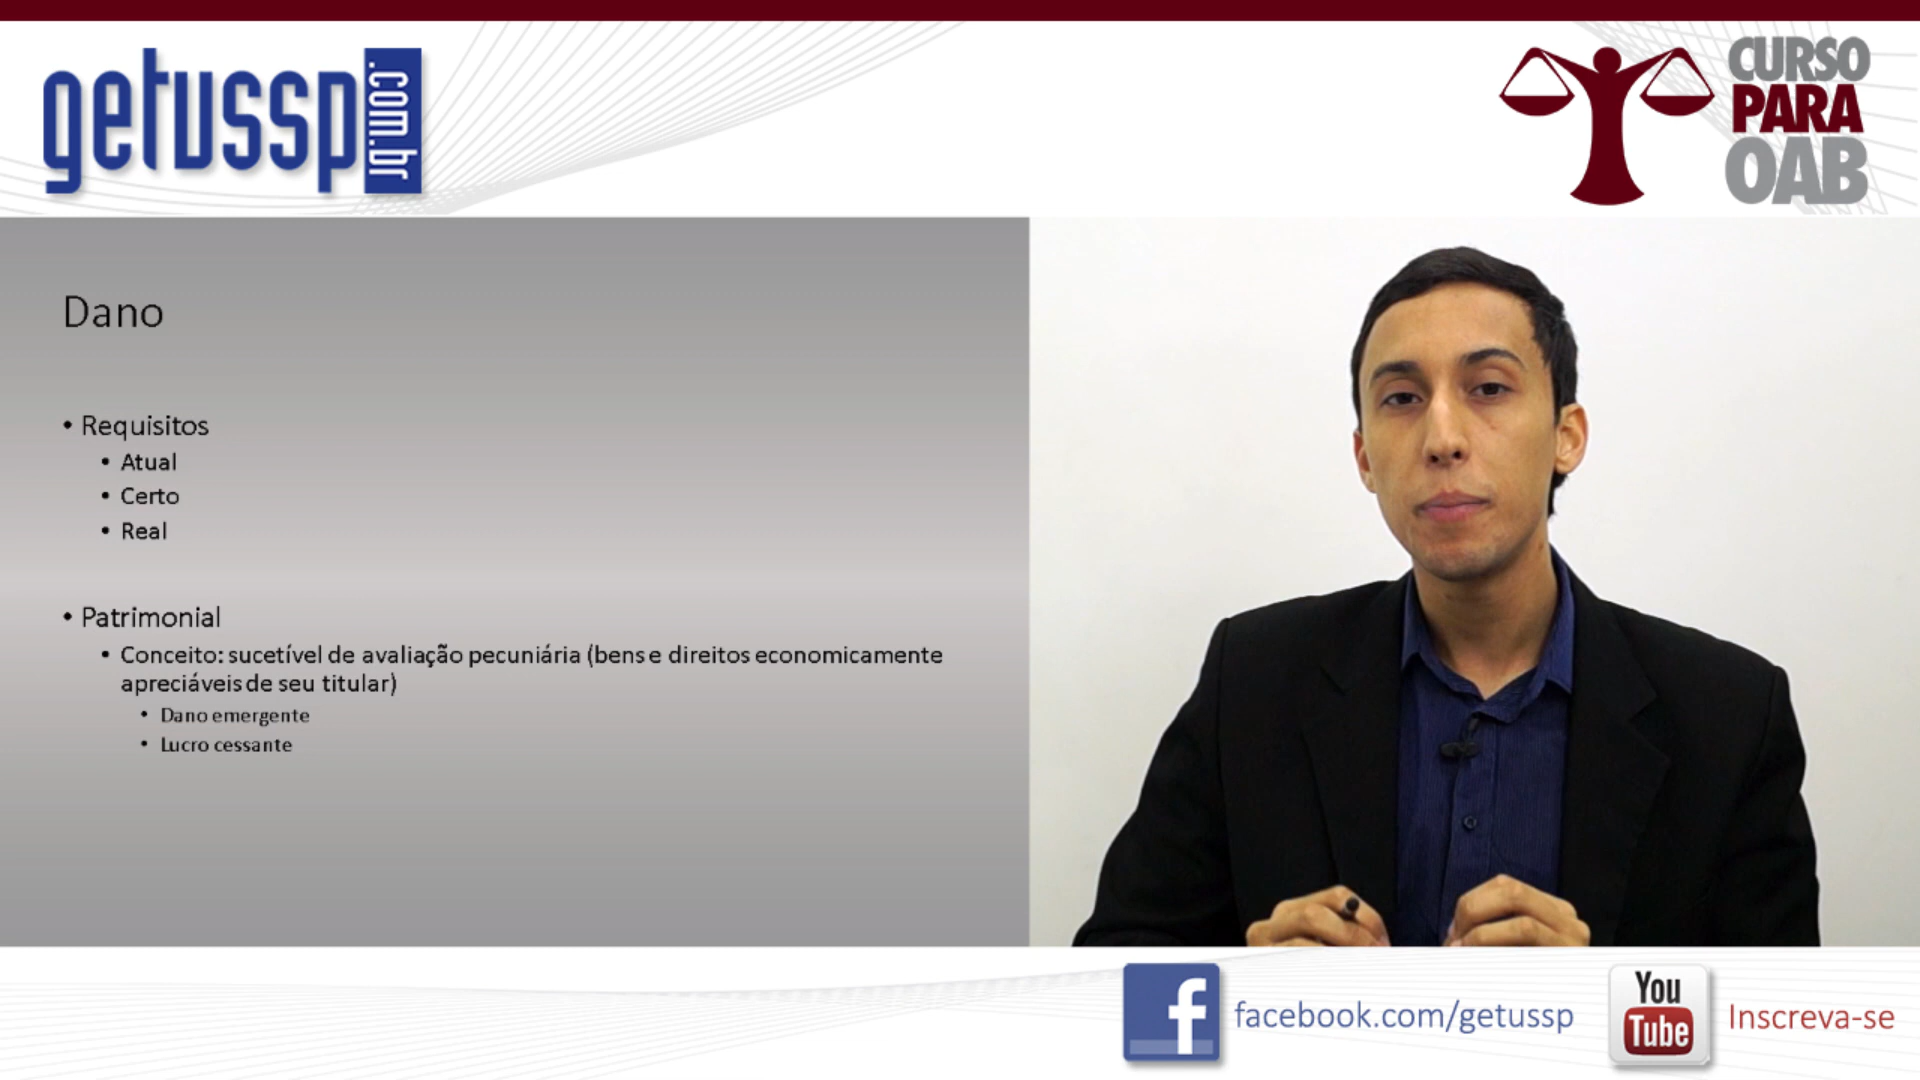 getussp.com.br
CURSO
PARA
OAB
Dano
• Requisitos
• Atual
• Certo
• Real
• Patrimonial
• Conceito: sucetível de avaliação pecuniária (bens e direitos economicamente
apreciáveis de seu titular)
• Dano emergente
• Lucro cessante
f
facebook.com/getussp
You
Tube
Inscreva-se